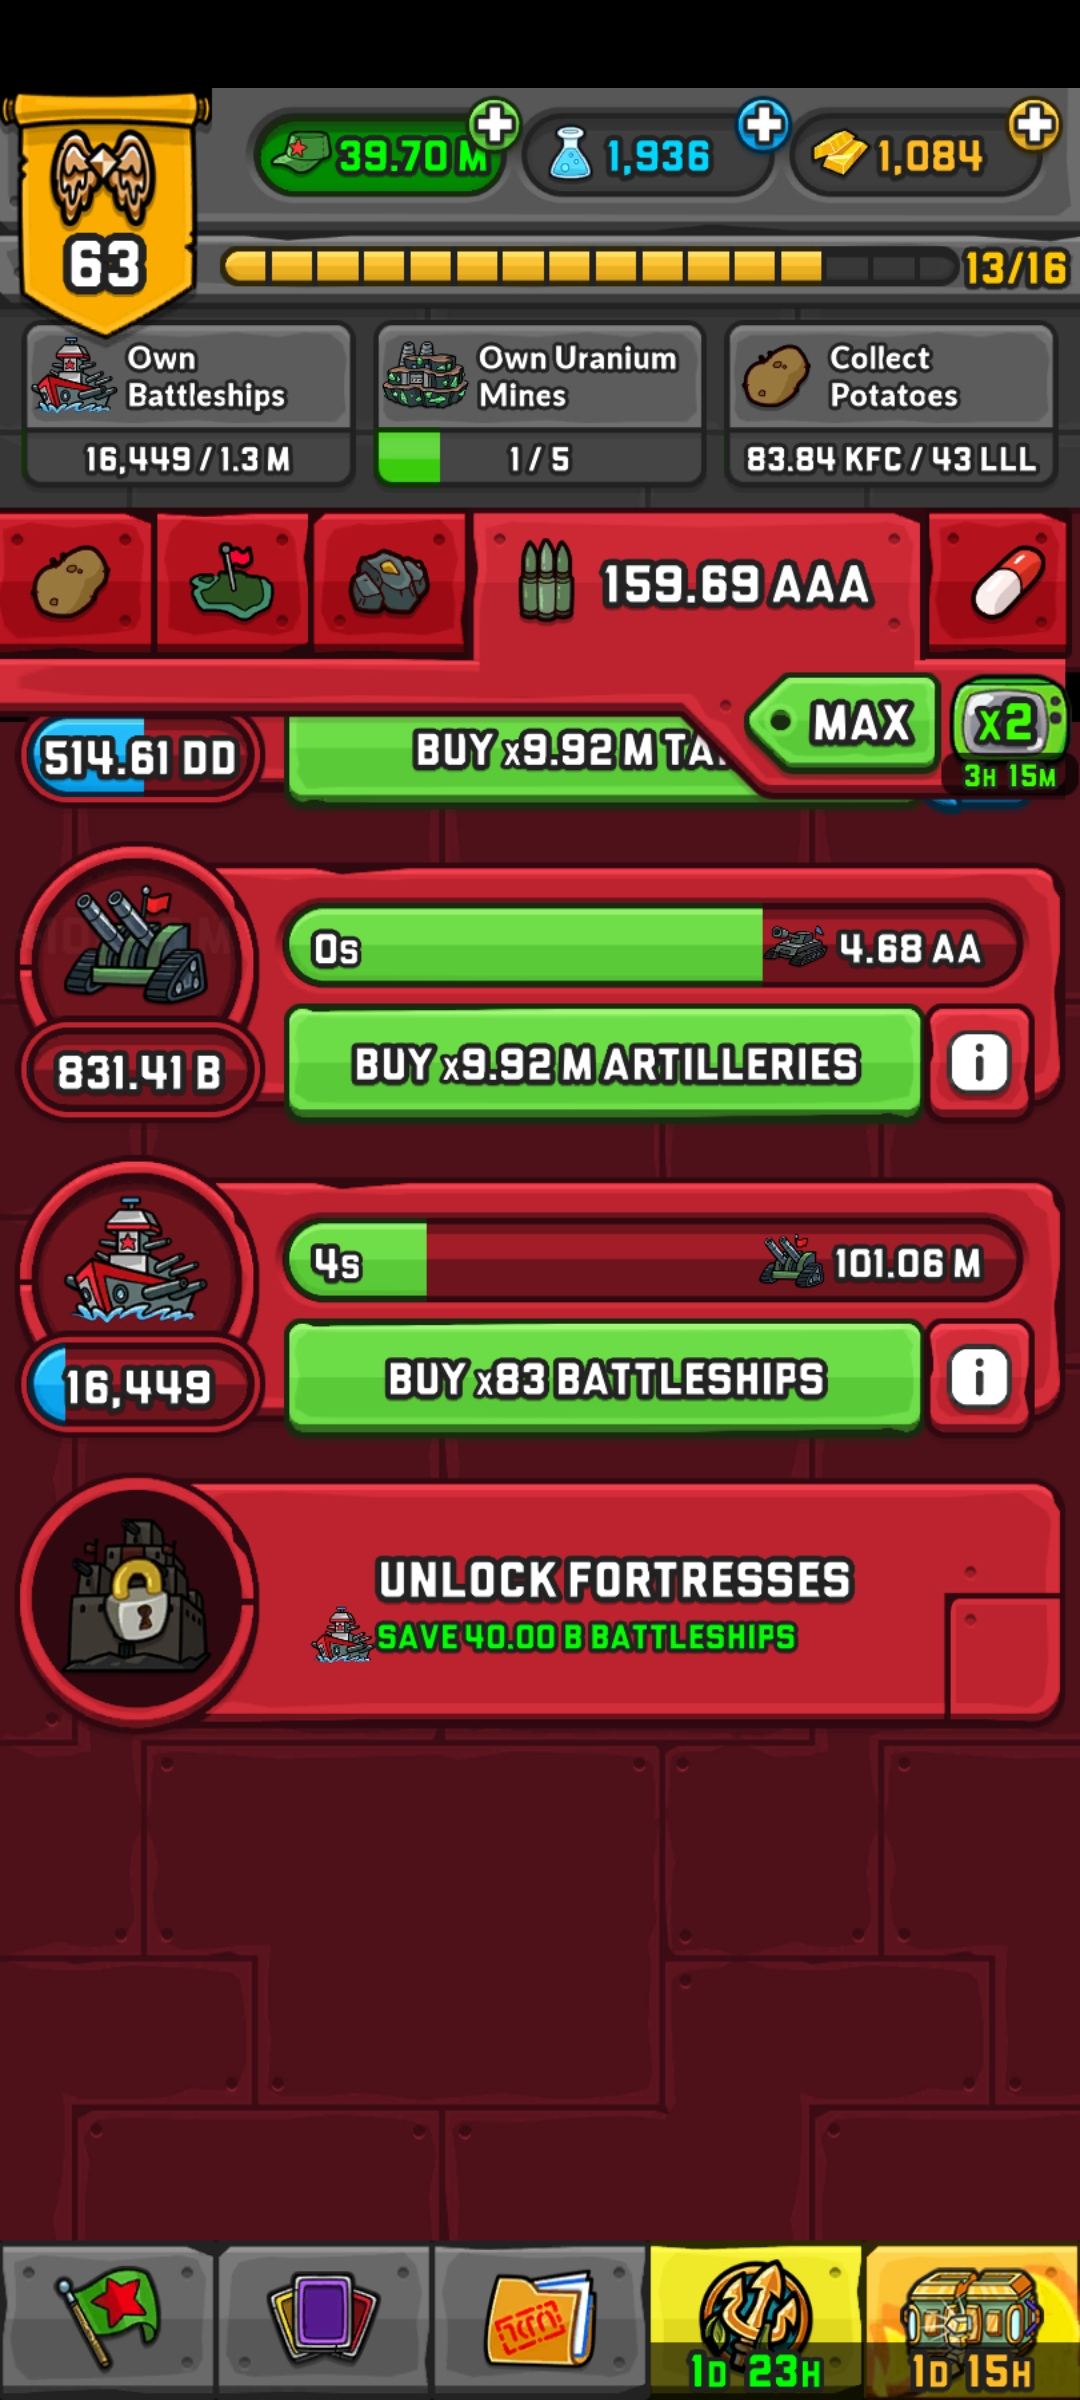 39.70 M
1,936
1,084
63
13/16
Own
Battleships
16,449 / 1.3 M
Own Uranium
Mines
1 / 5
Collect
Potatoes
83.84 KFC / 43 LLL
159.69 AAA
MAX
x2
3H 15M
514.61 DD
BUY x9.92 M
0s
4.68 AA
831.41 B
BUY x9.92 M ARTILLERIES
i
4s
101.06 M
16,449
BUY x83 BATTLESHIPS
i
UNLOCK FORTRESSES
SAVE 40.00 B BATTLESHIPS
1D 23H
1D 15H